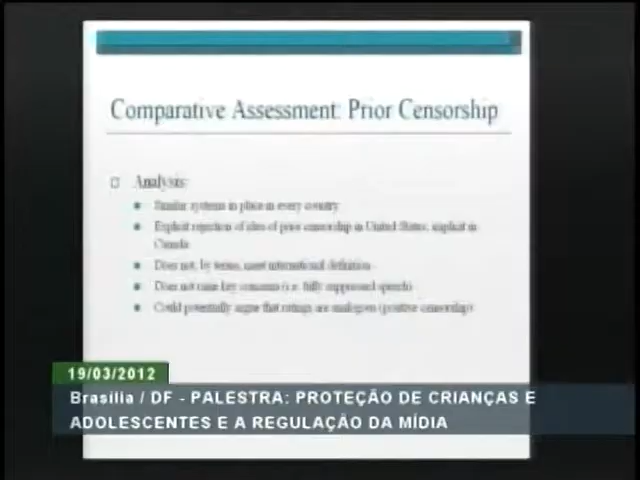 Comparative Assessment: Prior Censorship
Analysis:
Similar systems in place in every country
Explicit rejection of idea of prior censorship in United States, implicit in
Canada
Does not, by terms, meet international definition
Does not raise key concerns (i.e. fully suppressed speech)
Could potentially argue that ratings are analogous (positive censorship)
19/03/2012
Brasília / DF - PALESTRA: PROTEÇÃO DE CRIANÇAS E
ADOLESCENTES E A REGULAÇÃO DA MÍDIA